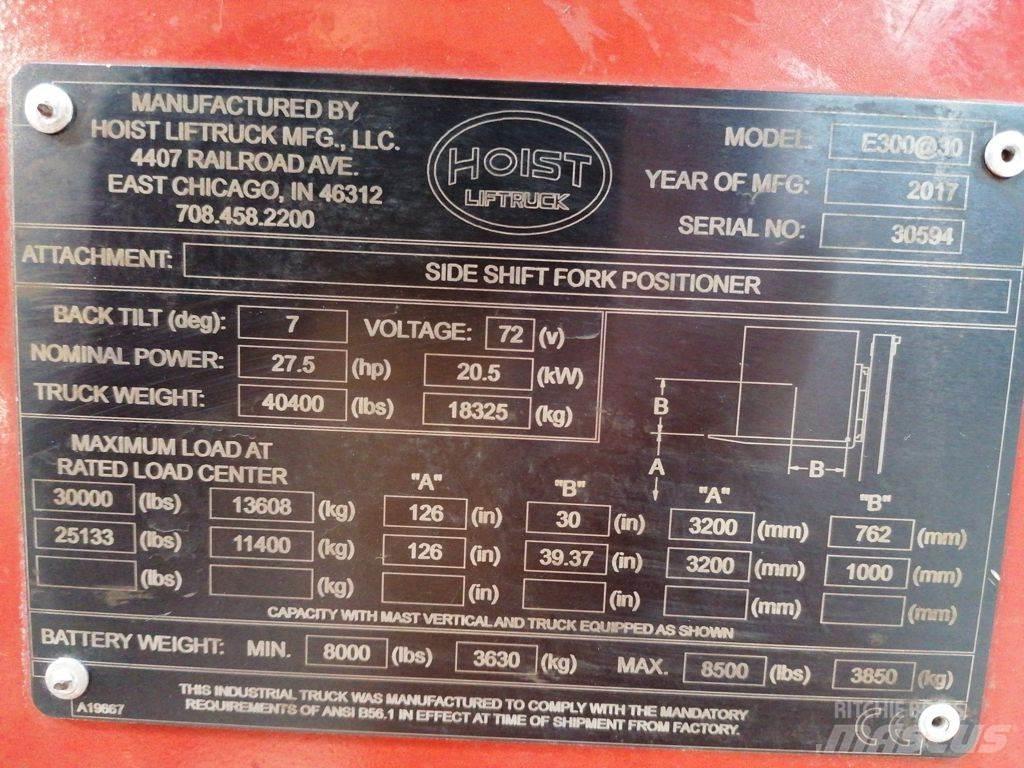 MANUFACTURED BY
HOIST LIFTRUCK MFG., LLC.
4407 RAILROAD AVE.
EAST CHICAGO, IN 46312
708.458.2200
HOIST
LIFTRUCK
MODEL: E300@30
YEAR OF MFG: 2017
SERIAL NO: 30594
ATTACHMENT: SIDE SHIFT FORK POSITIONER
BACK TILT (deg): 7 VOLTAGE: 72 (v)
NOMINAL POWER: 27.5 (hp) 20.5 (kW)
TRUCK WEIGHT: 40400 (lbs) 18325 (kg)
B
A
B
MAXIMUM LOAD AT
RATED LOAD CENTER "A" "B" "A" "B"
30000 (lbs) 13608 (kg) 126 (in) 30 (in) 3200 (mm) 762 (mm)
25133 (lbs) 11400 (kg) 126 (in) 39.37 (in) 3200 (mm) 1000 (mm)
(lbs) (kg) (in) (in) (mm) (mm)
CAPACITY WITH MAST VERTICAL AND TRUCK EQUIPPED AS SHOWN
BATTERY WEIGHT: MIN. 8000 (lbs) 3630 (kg) MAX. 8500 (lbs) 3850 (kg)
THIS INDUSTRIAL TRUCK WAS MANUFACTURED TO COMPLY WITH THE MANDATORY
REQUIREMENTS OF ANSI B56.1 IN EFFECT AT TIME OF SHIPMENT FROM FACTORY.
A19667
MASCUS